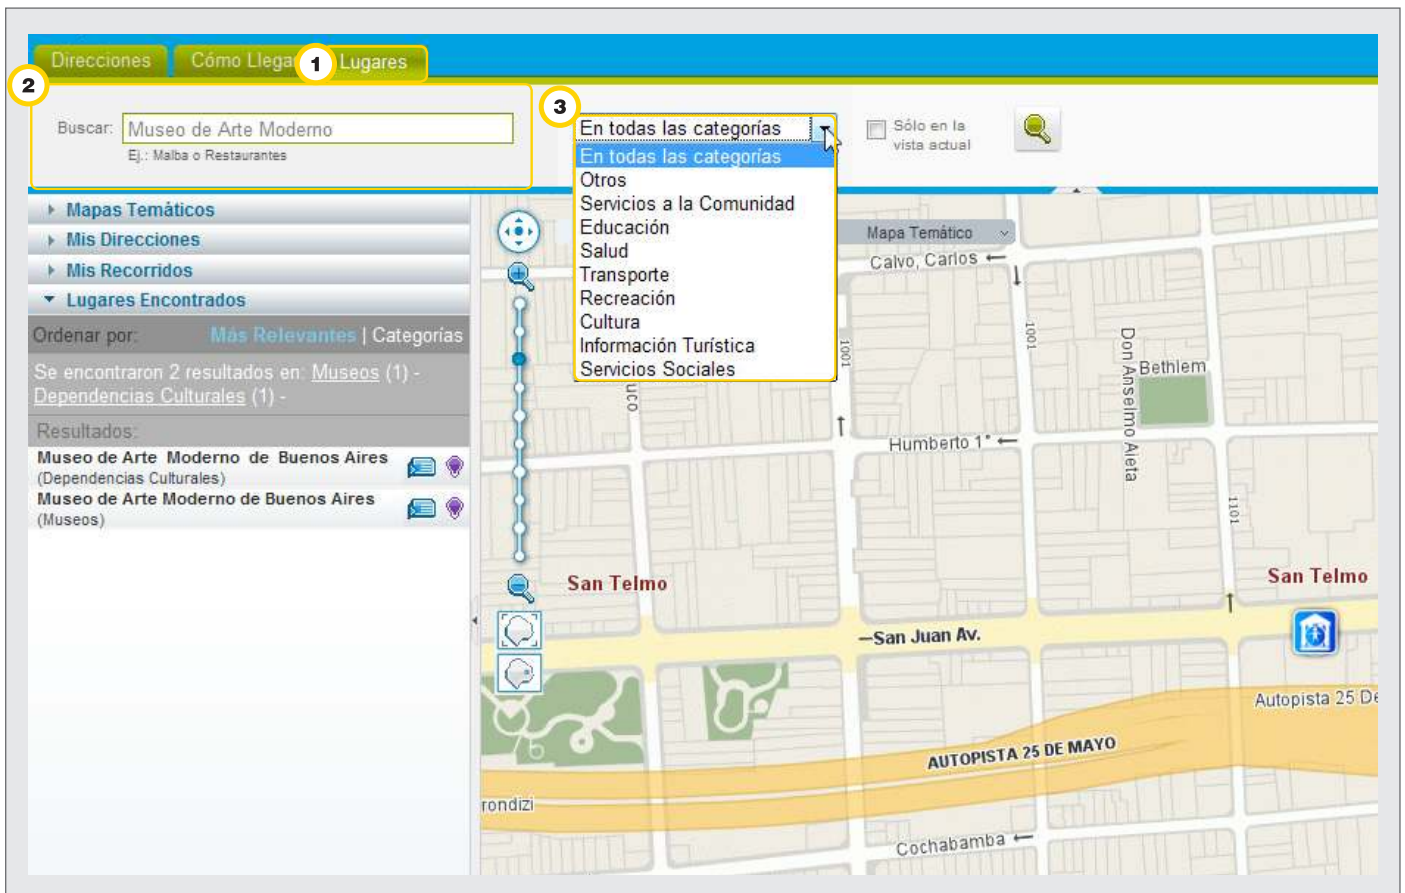 Direcciones
Cómo Llega
1
Lugares
2
Buscar:
Museo de Arte Moderno
Ej.: Malba o Restaurantes
3
En todas las categorías
En todas las categorías
Otros
Servicios a la Comunidad
Educación
Salud
Transporte
Recreación
Cultura
Información Turística
Servicios Sociales
Sólo en la
vista actual
Mapas Temáticos
Mis Direcciones
Mis Recorridos
Lugares Encontrados
Ordenar por:
Más Relevantes | Categorías
Se encontraron 2 resultados en: Museos (1) -
Dependencias Culturales (1) -
Resultados:
Museo de Arte Moderno de Buenos Aires
(Dependencias Culturales)
Museo de Arte Moderno de Buenos Aires
(Museos)
Mapa Temático
Calvo, Carlos
1001
1001
Don Anselmo Aieta
Bethlem
uco
Humberto 1°
1101
San Telmo
San Telmo
San Juan Av.
Autopista 25 De
AUTOPISTA 25 DE MAYO
rondizi
Cochabamba